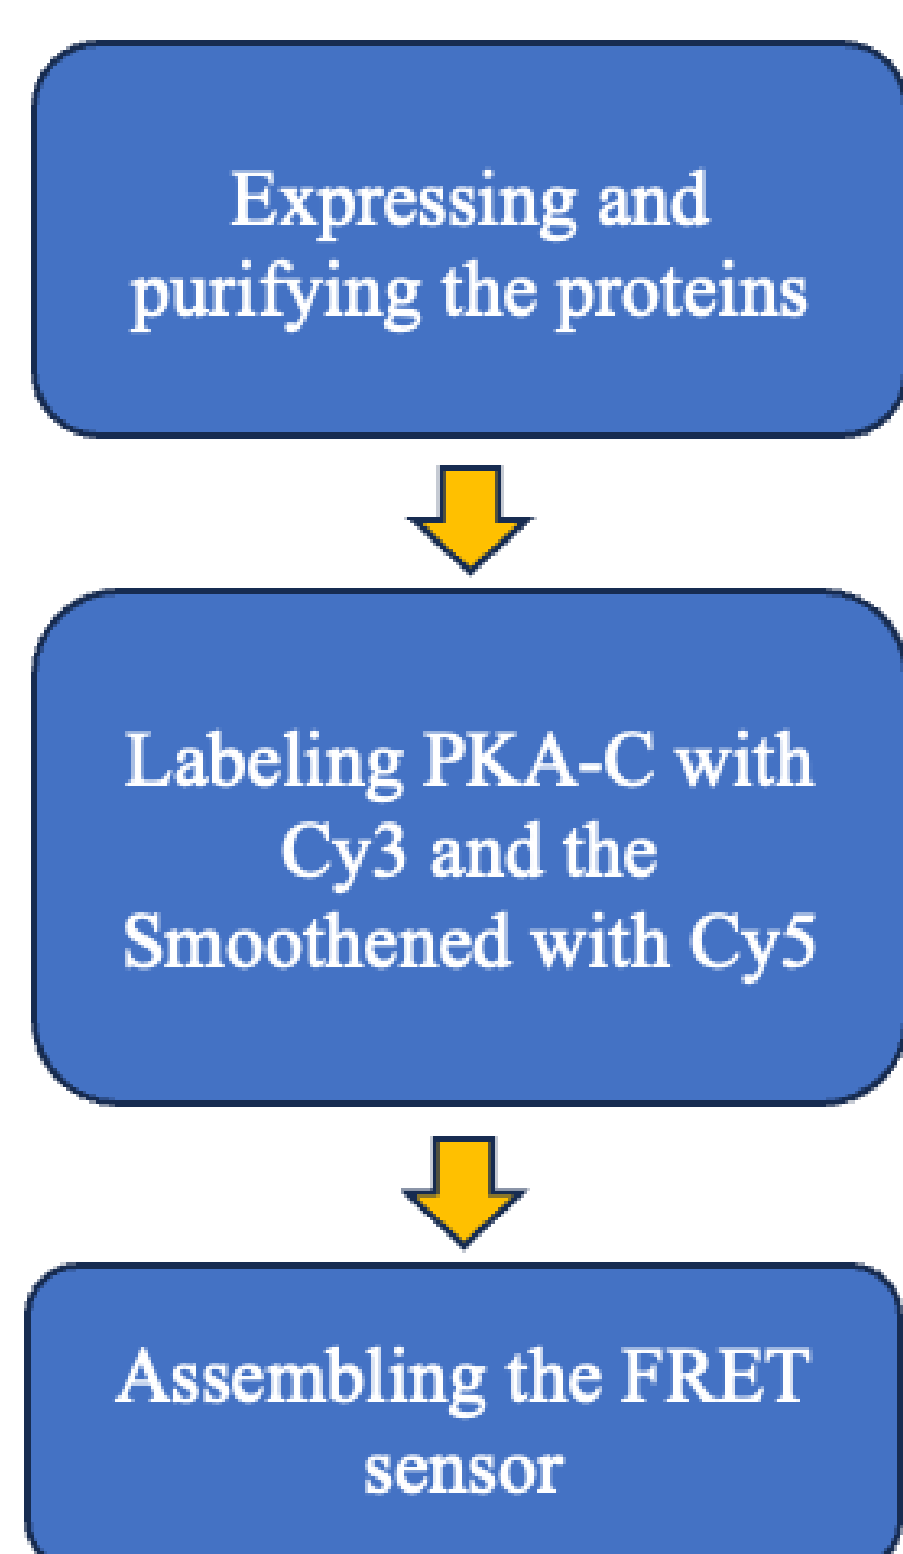 Expressing and
purifying the proteins
Labeling PKA-C with
Cy3 and the
Smoothened with Cy5
Assembling the FRET
sensor